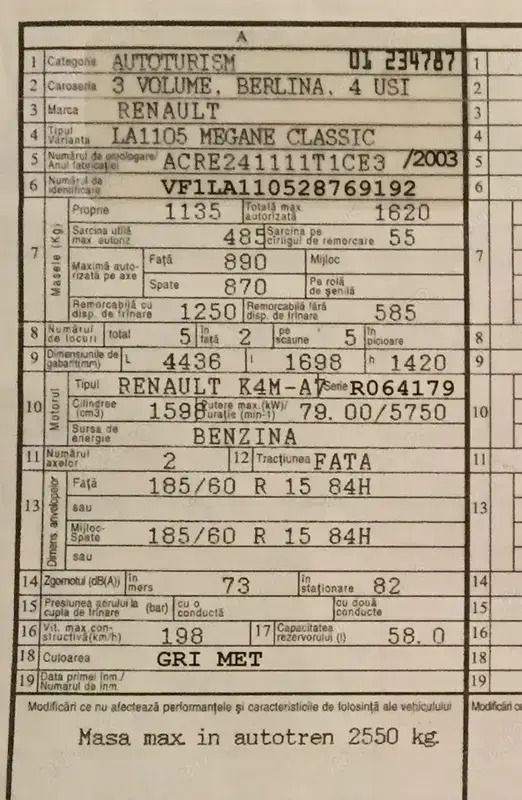 A
1 Categoria AUTOTURISM 01 234787 1
2 Caroseria 3 VOLUME, BERLINA, 4 USI 2
3 Marca RENAULT 3
4 Tipul Varianta LA1105 MEGANE CLASSIC 4
5 Numărul de omologare/ Anul fabricației ACRE241111T1CE3 /2003 5
6 Numărul de identificare VF1LA110528769192 6
7 Masele (Kg) Proprie 1135 Totală max. autorizată 1620 7
Sarcina utilă max. autoriz 485 Sarcina pe cîrligul de remorcare 55
Maximă auto- rizată pe axe Față 890 Mijloc
Spate 870 Pe rolă de șenilă
Remorcabilă cu disp. de frînare 1250 Remorcabilă fără disp. de frînare 585
8 Numărul de locuri total 5 în față 2 pe scaune 5 în picioare 8
9 Dimensiunile de gabarit(mm) L 4436 l 1698 h 1420 9
10 Motorul Tipul RENAULT K4M-A7 Serie R064179 10
Cilindree (cm3) 1598 Putere max.(kW)/ turație (min-1) 79.00/5750
Sursa de energie BENZINA
11 Numărul axelor 2 12 Tracțiunea FATA 11
13 Dimens. anvelopelor Față 185/60 R 15 84H 13
sau
Mijloc- Spate 185/60 R 15 84H
sau
14 Zgomotul (dB(A)) în mers 73 în staționare 82 14
15 Presiunea aerului la cupla de frînare (bar) cu o conductă cu două conducte 15
16 Vit. max con- structivă(km/h) 198 17 Capacitatea rezervorului (l) 58.0 16
18 Culoarea GRI MET 18
19 Data primei înm./ Numarul de înm. 19
Modificări ce nu afectează performanțele și caracteristicile de folosință ale vehiculului Modificări
Masa max in autotren 2550 kg.